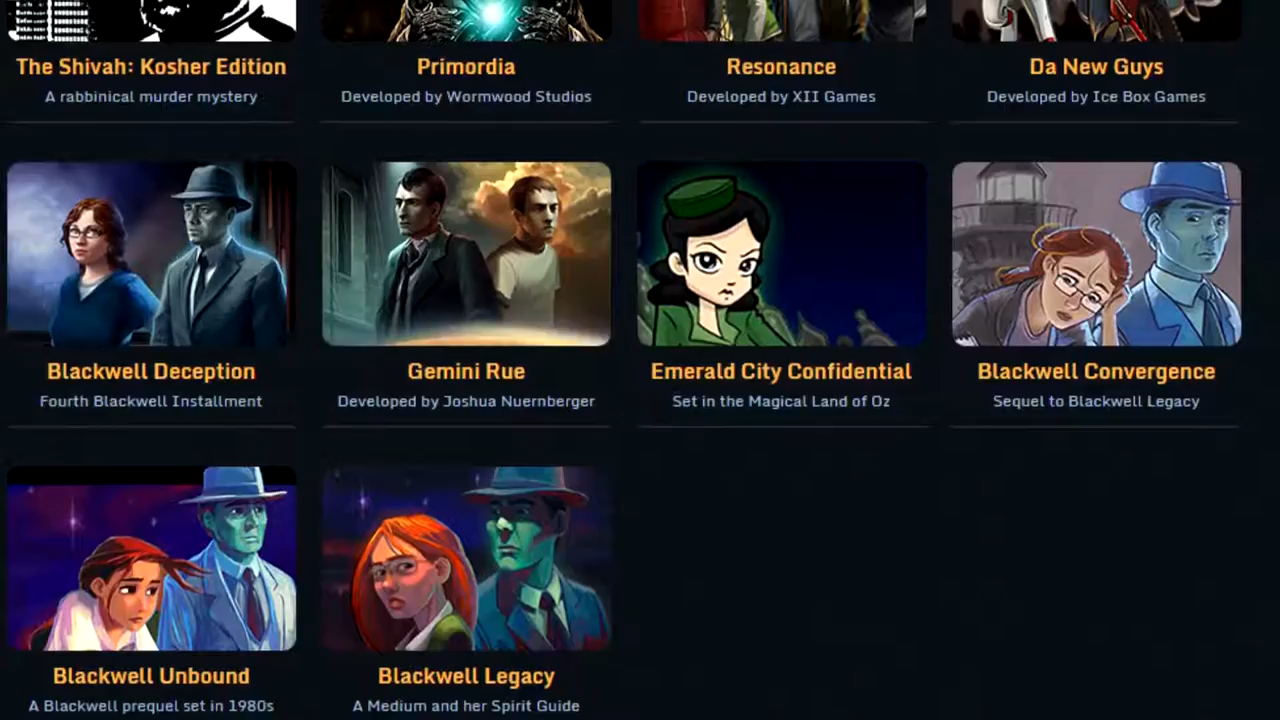 The Shivah: Kosher Edition
A rabbinical murder mystery
Primordia
Developed by Wormwood Studios
Resonance
Developed by XII Games
Da New Guys
Developed by Ice Box Games
Blackwell Deception
Fourth Blackwell Installment
Gemini Rue
Developed by Joshua Nuernberger
Emerald City Confidential
Set in the Magical Land of Oz
Blackwell Convergence
Sequel to Blackwell Legacy
Blackwell Unbound
A Blackwell prequel set in 1980s
Blackwell Legacy
A Medium and her Spirit Guide